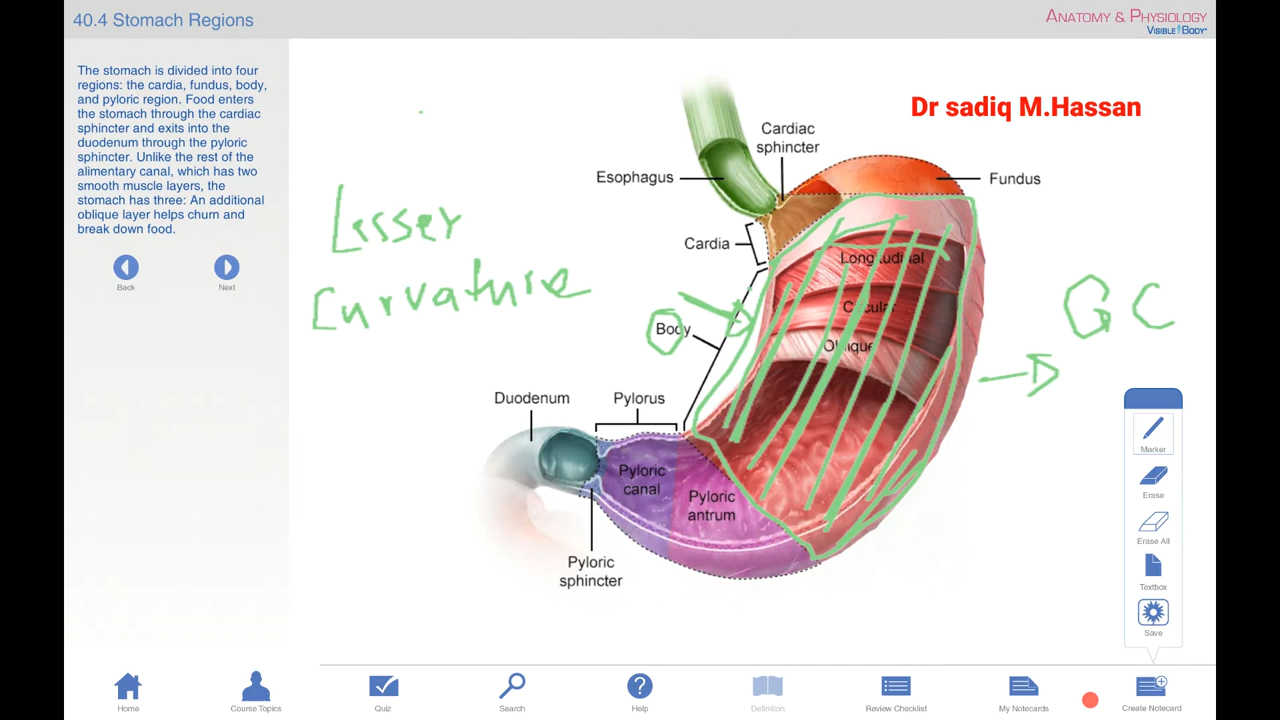 40.4 Stomach Regions
ANATOMY & PHYSIOLOGY
VISIBLE BODY®
The stomach is divided into four
regions: the cardia, fundus, body,
and pyloric region. Food enters
the stomach through the cardiac
sphincter and exits into the
duodenum through the pyloric
sphincter. Unlike the rest of the
alimentary canal, which has two
smooth muscle layers, the
stomach has three: An additional
oblique layer helps churn and
break down food.
Back
Next
Dr sadiq M.Hassan
Cardiac
sphincter
Esophagus
Fundus
Lesser
Curvature
Cardia
Longitudinal
Circular
Oblique
Body
GC
Duodenum
Pylorus
Pyloric
canal
Pyloric
antrum
Pyloric
sphincter
Marker
Erase
Erase All
Textbox
Save
Home
Course Topics
Quiz
Search
Help
Definition
Review Checklist
My Notecards
Create Notecard